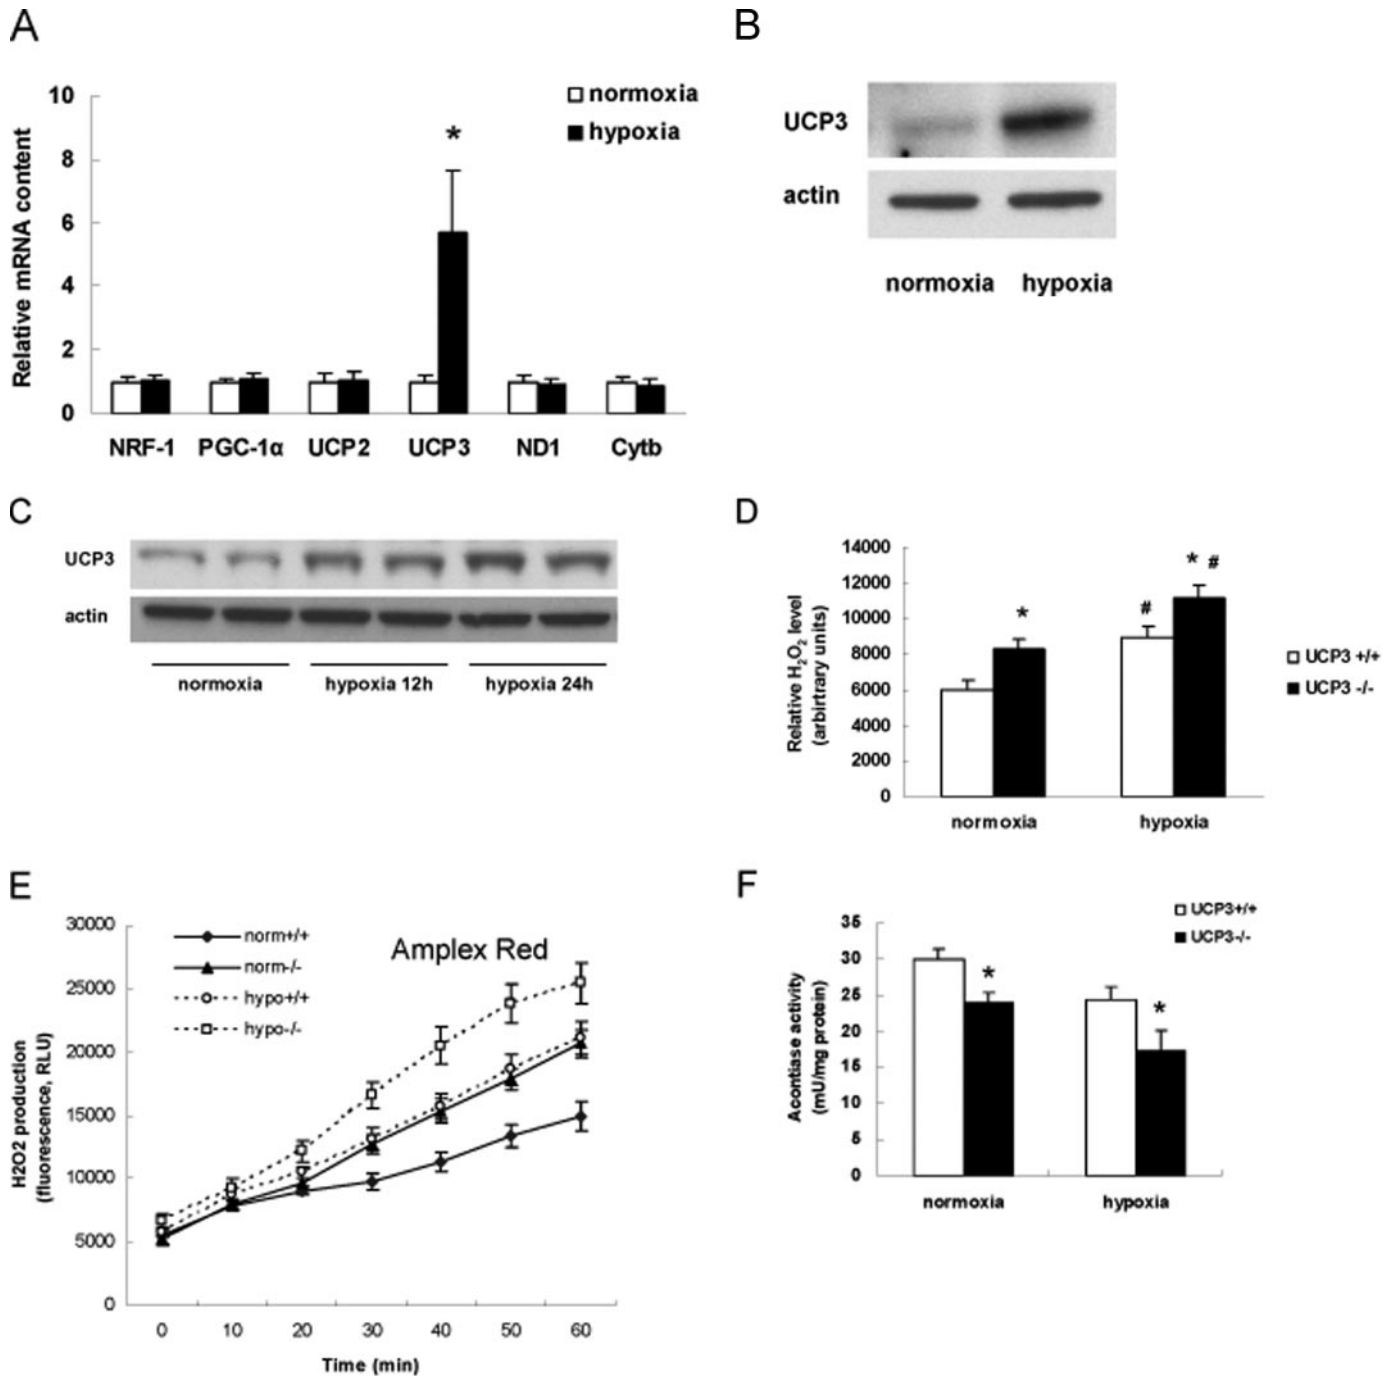 A
10
8
6
4
2
0
Relative mRNA content
normoxia
hypoxia
*
NRF-1 PGC-1α UCP2 UCP3 ND1 Cytb
B
UCP3
actin
normoxia hypoxia
C
UCP3
actin
normoxia hypoxia 12h hypoxia 24h
D
14000
12000
10000
8000
6000
4000
2000
0
Relative H2O2 level
(arbirtrary units)
*
#
* #
normoxia hypoxia
UCP3 +/+
UCP3 -/-
E
30000
25000
20000
15000
10000
5000
0
H2O2 production
(fluorescence, RLU)
norm+/+
norm-/-
hypo+/+
hypo-/-
Amplex Red
0 10 20 30 40 50 60
Time (min)
F
35
30
25
20
15
10
5
0
Acontiase activity
(mU/mg protein)
UCP3+/+
UCP3-/-
*
*
normoxia hypoxia